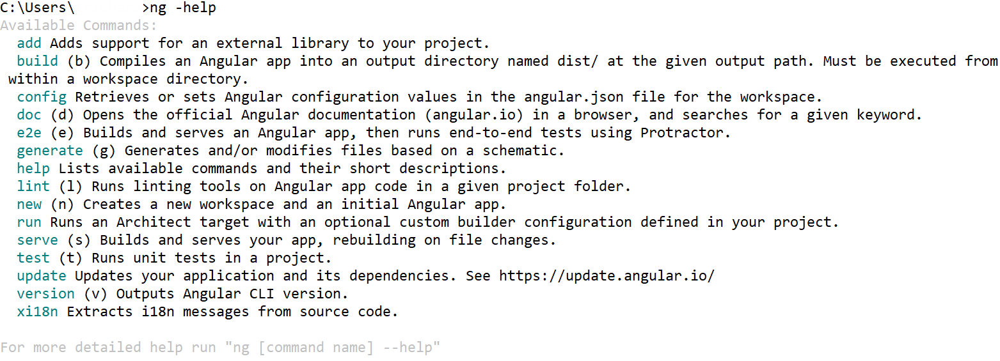 C:\Users\ >ng -help
Available Commands:
add Adds support for an external library to your project.
build (b) Compiles an Angular app into an output directory named dist/ at the given output path. Must be executed from
within a workspace directory.
config Retrieves or sets Angular configuration values in the angular.json file for the workspace.
doc (d) Opens the official Angular documentation (angular.io) in a browser, and searches for a given keyword.
e2e (e) Builds and serves an Angular app, then runs end-to-end tests using Protractor.
generate (g) Generates and/or modifies files based on a schematic.
help Lists available commands and their short descriptions.
lint (l) Runs linting tools on Angular app code in a given project folder.
new (n) Creates a new workspace and an initial Angular app.
run Runs an Architect target with an optional custom builder configuration defined in your project.
serve (s) Builds and serves your app, rebuilding on file changes.
test (t) Runs unit tests in a project.
update Updates your application and its dependencies. See https://update.angular.io/
version (v) Outputs Angular CLI version.
xi18n Extracts i18n messages from source code.
For more detailed help run "ng [command name] --help"